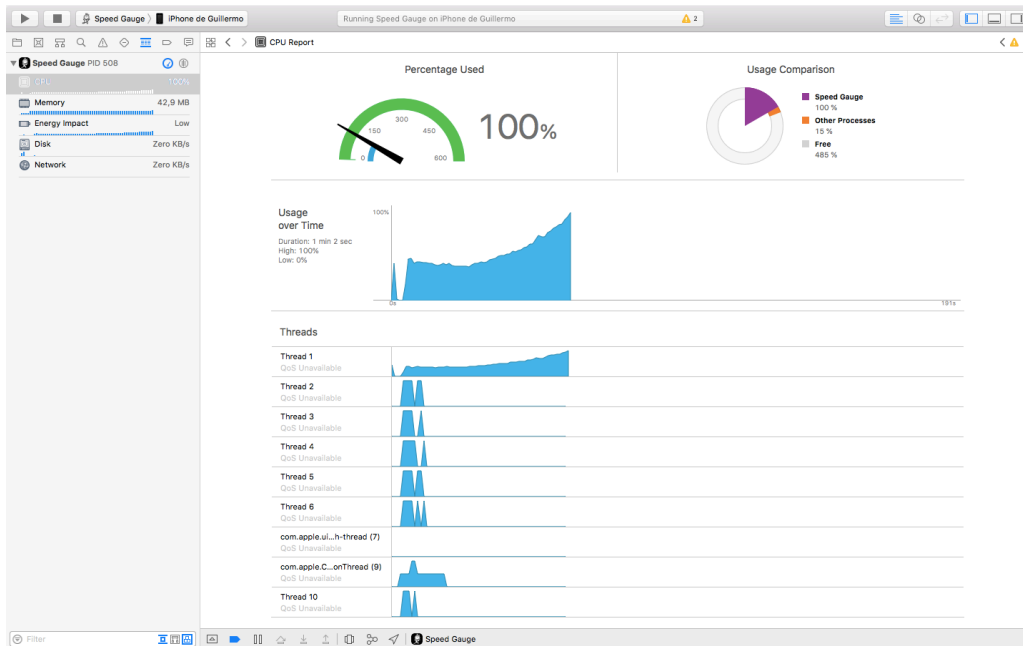 Speed Gauge 〉 iPhone de Guillermo
Running Speed Gauge on iPhone de Guillermo
2
Speed Gauge PID 508
CPU 100%
Memory 42,9 MB
Energy Impact Low
Disk Zero KB/s
Network Zero KB/s
Filter
CPU Report
Percentage Used
0
150
300
450
600
100%
Usage Comparison
Speed Gauge
100 %
Other Processes
15 %
Free
485 %
Usage
over Time
Duration: 1 min 2 sec
High: 100%
Low: 0%
100%
0s
191s
Threads
Thread 1
QoS Unavailable
Thread 2
QoS Unavailable
Thread 3
QoS Unavailable
Thread 4
QoS Unavailable
Thread 5
QoS Unavailable
Thread 6
QoS Unavailable
com.apple.ui...h-thread (7)
QoS Unavailable
com.apple.C...onThread (9)
QoS Unavailable
Thread 10
QoS Unavailable
Speed Gauge